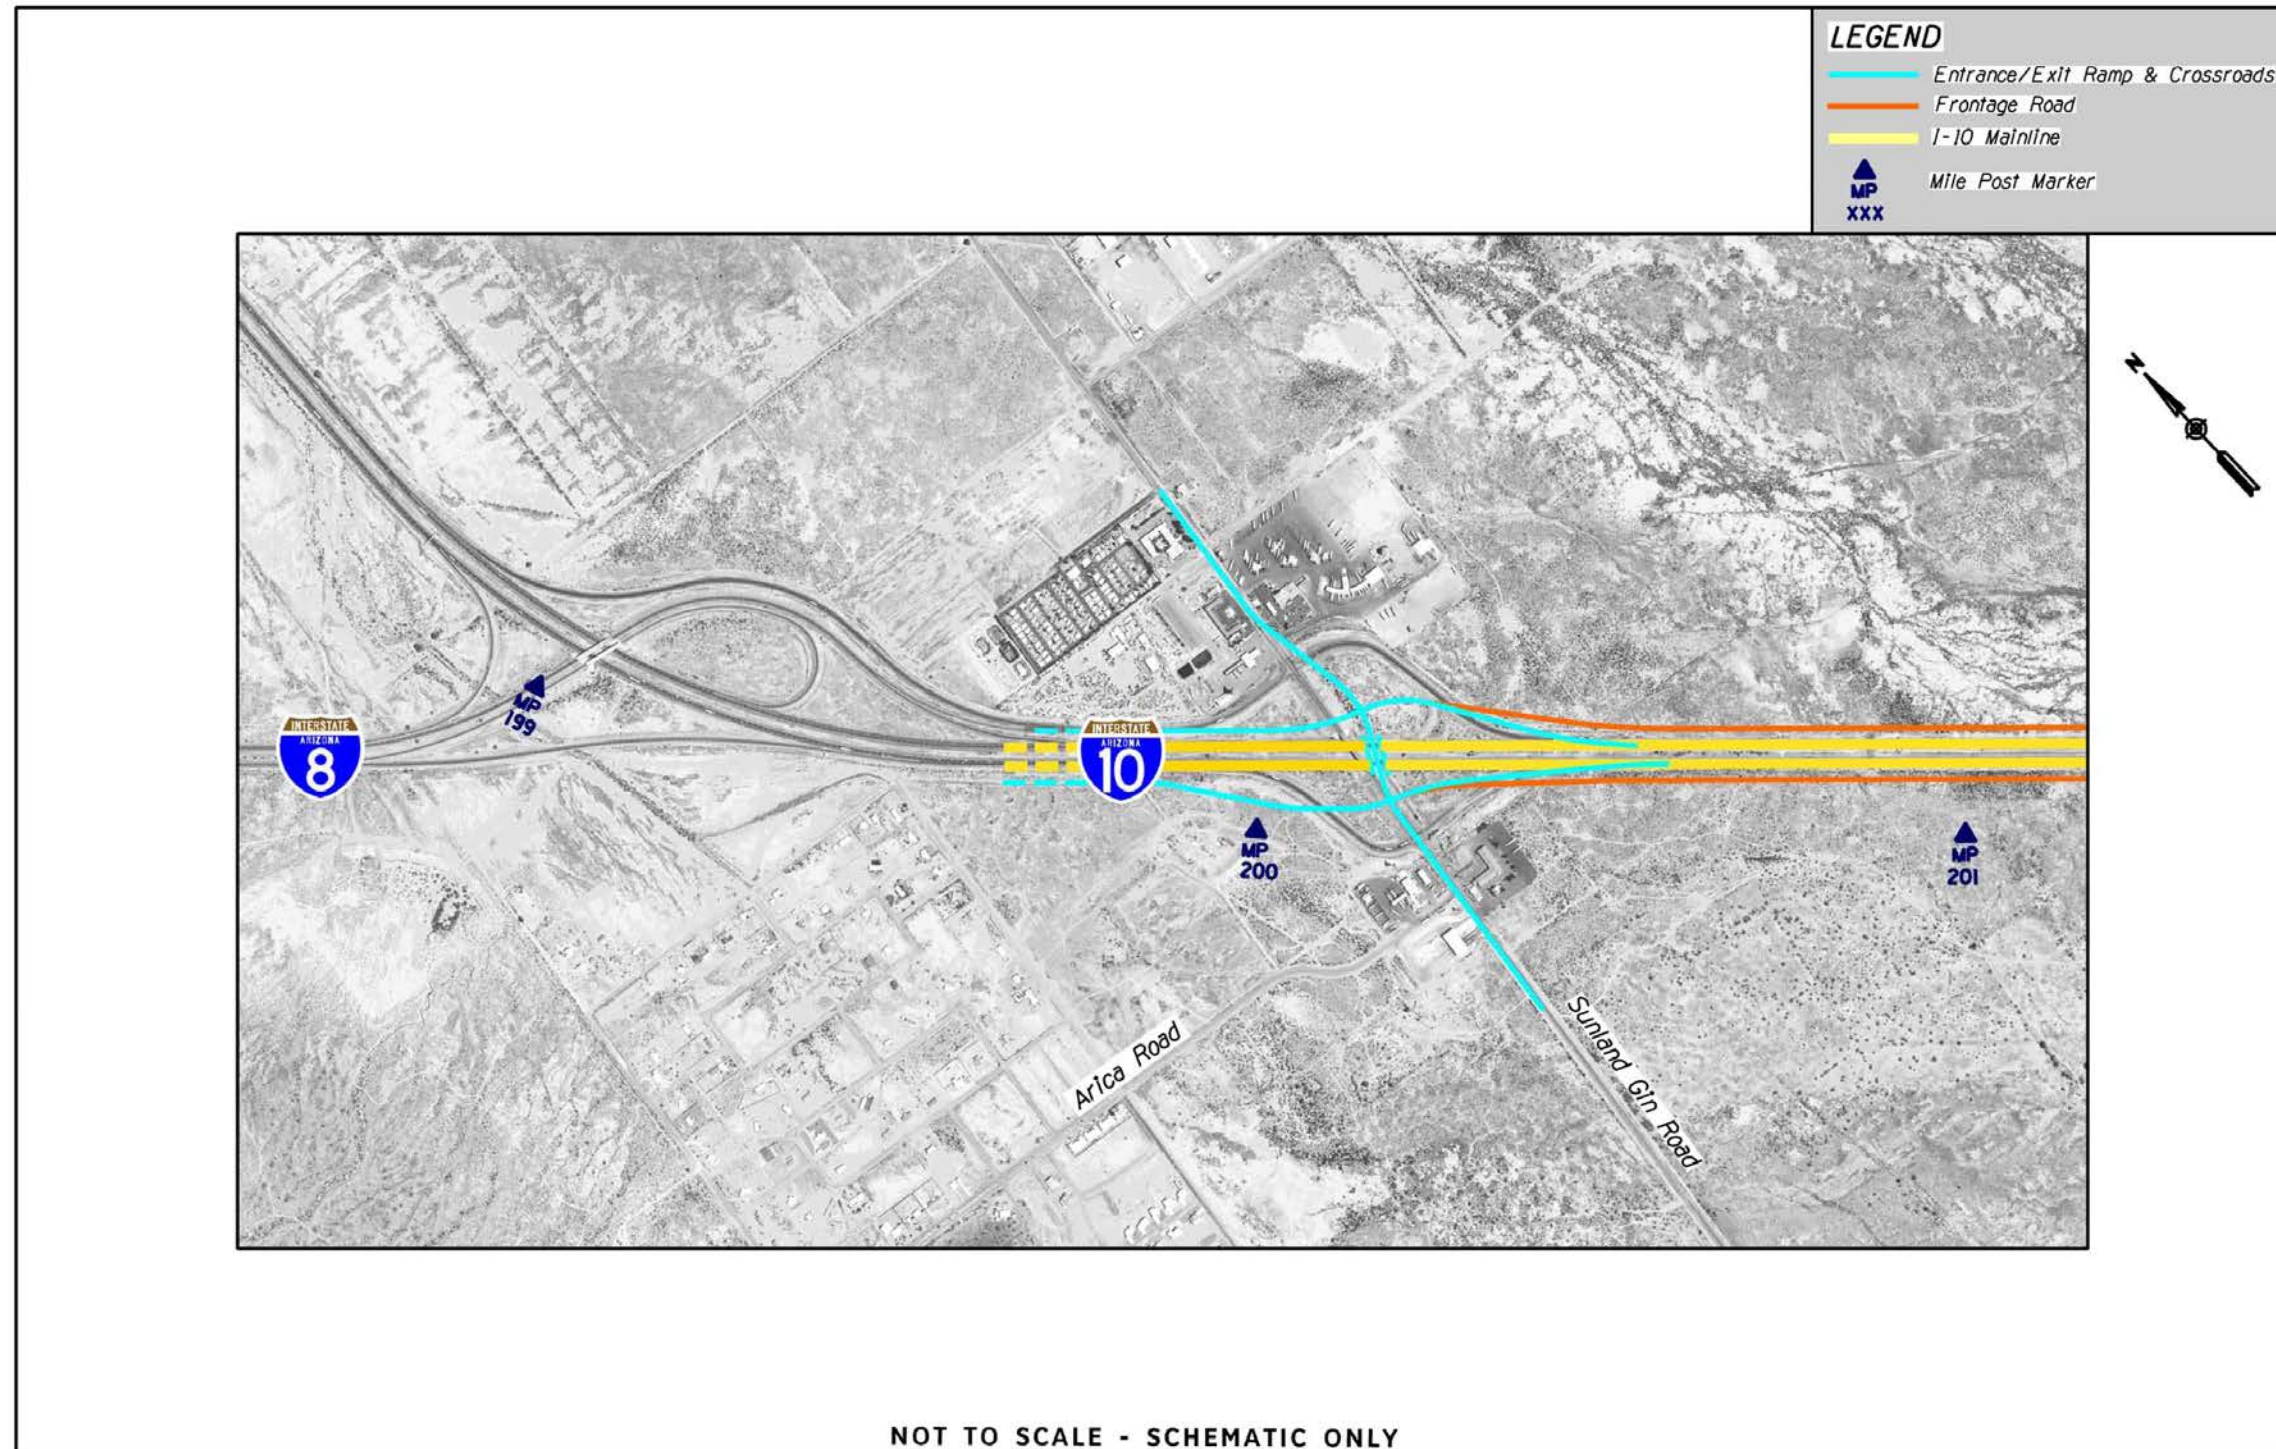 LEGEND
Entrance/Exit Ramp & Crossroads
Frontage Road
I-10 Mainline
MP
XXX
Mile Post Marker
N
MP
199
INTERSTATE
ARIZONA
8
INTERSTATE
ARIZONA
10
MP
200
MP
201
Arica Road
Sunland Gin Road
NOT TO SCALE - SCHEMATIC ONLY